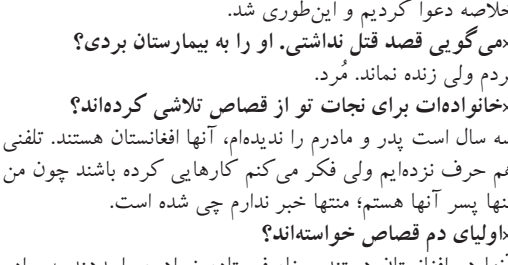 خلاصه دعوا کردیم و این‌طوری شد.
می‌گویی قصد قتل نداشتی. او را به بیمارستان بردی؟
بردم ولی زنده نماند. مُرد.
خانواده‌ات برای نجات تو از قصاص تلاشی کرده‌اند؟
سه سال است پدر و مادرم را ندیده‌ام، آنها افغانستان هستند. تلفنی
هم حرف نزده‌ایم ولی فکر می‌کنم کارهایی کرده باشند چون من
تنها پسر آنها هستم؛ منتها خبر ندارم چی شده است.
اولیای دم قصاص خواسته‌اند؟